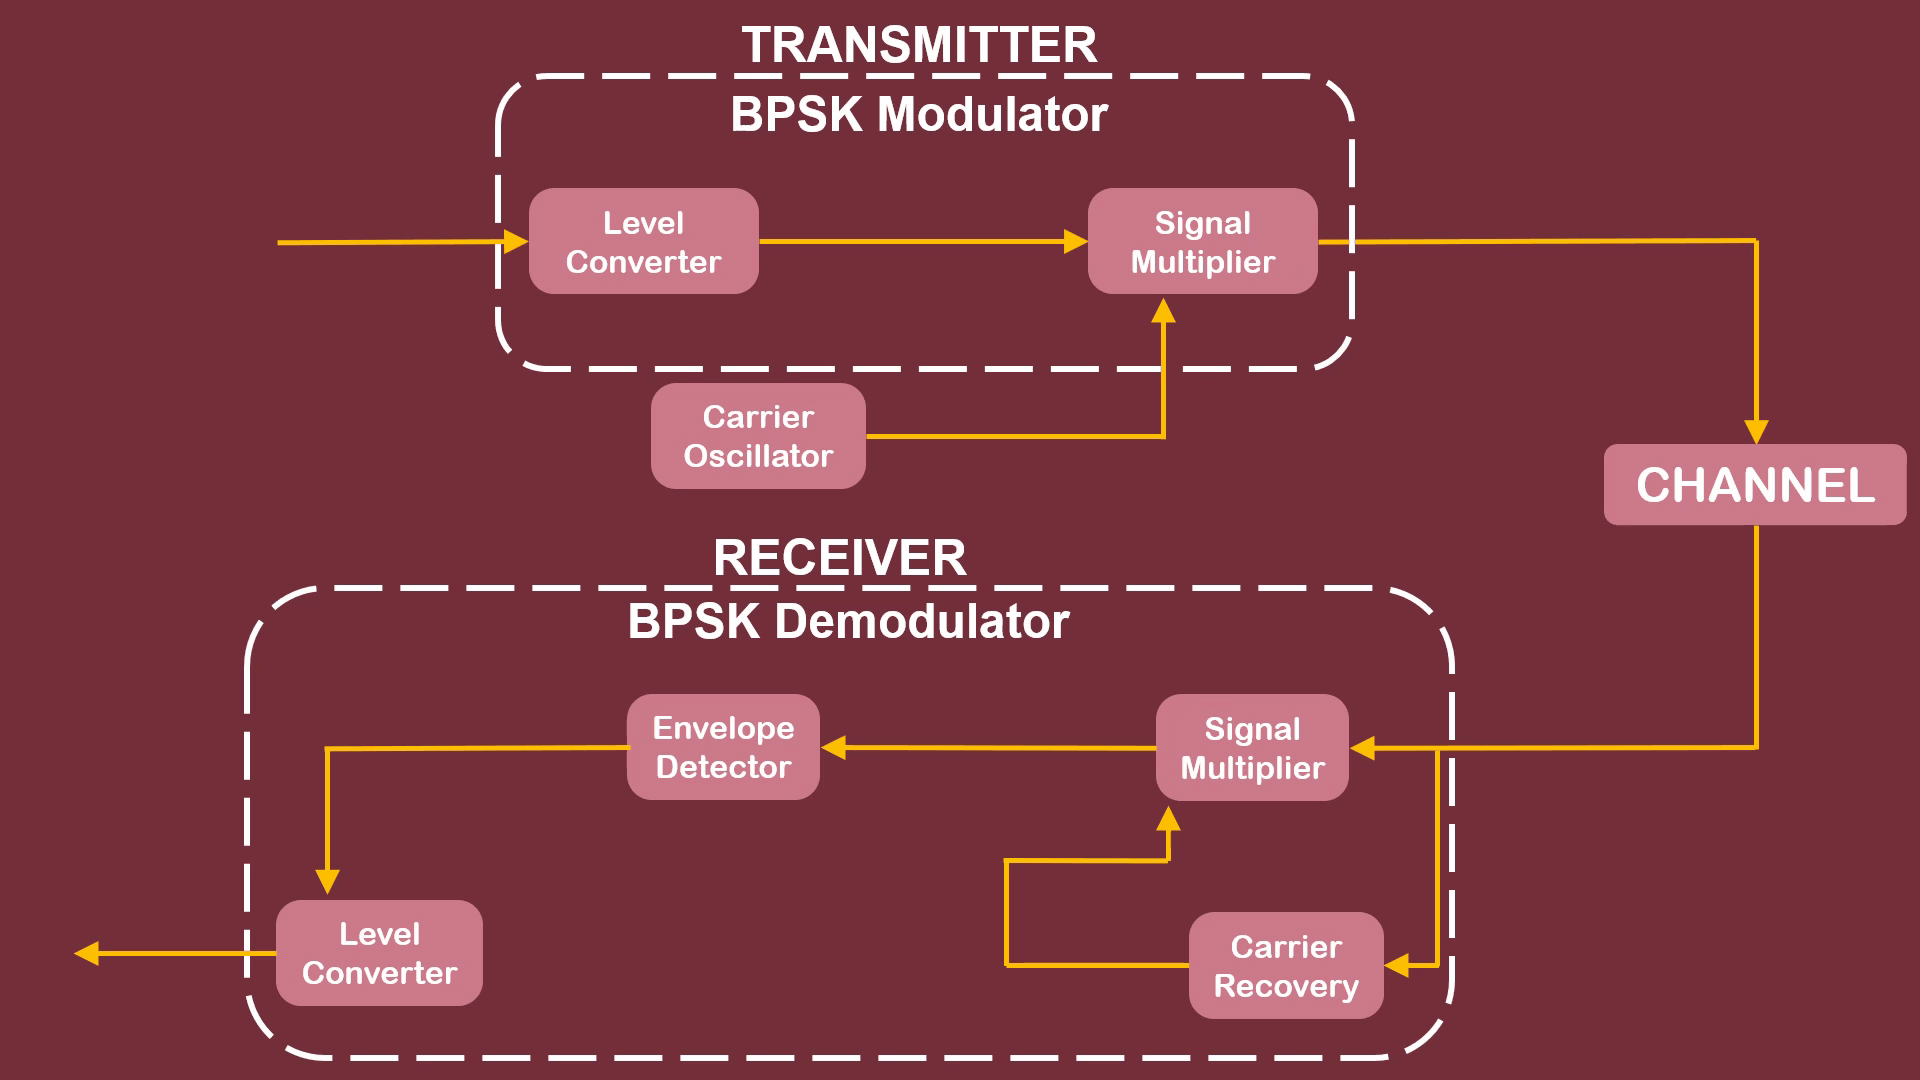 TRANSMITTER
BPSK Modulator
Level
Converter
Signal
Multiplier
Carrier
Oscillator
CHANNEL
RECEIVER
BPSK Demodulator
Envelope
Detector
Signal
Multiplier
Level
Converter
Carrier
Recovery